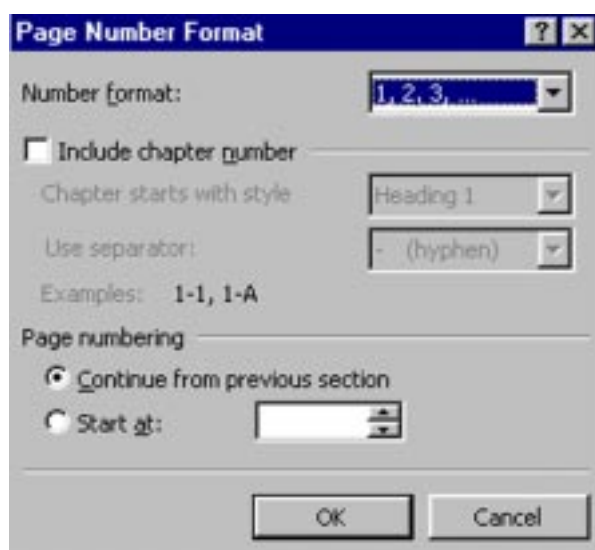 Page Number Format ? ×
Number format: 1, 2, 3, ...
Include chapter number
Chapter starts with style Heading 1
Use separator: - (hyphen)
Examples: 1-1, 1-A
Page numbering
Continue from previous section
Start at:
OK Cancel